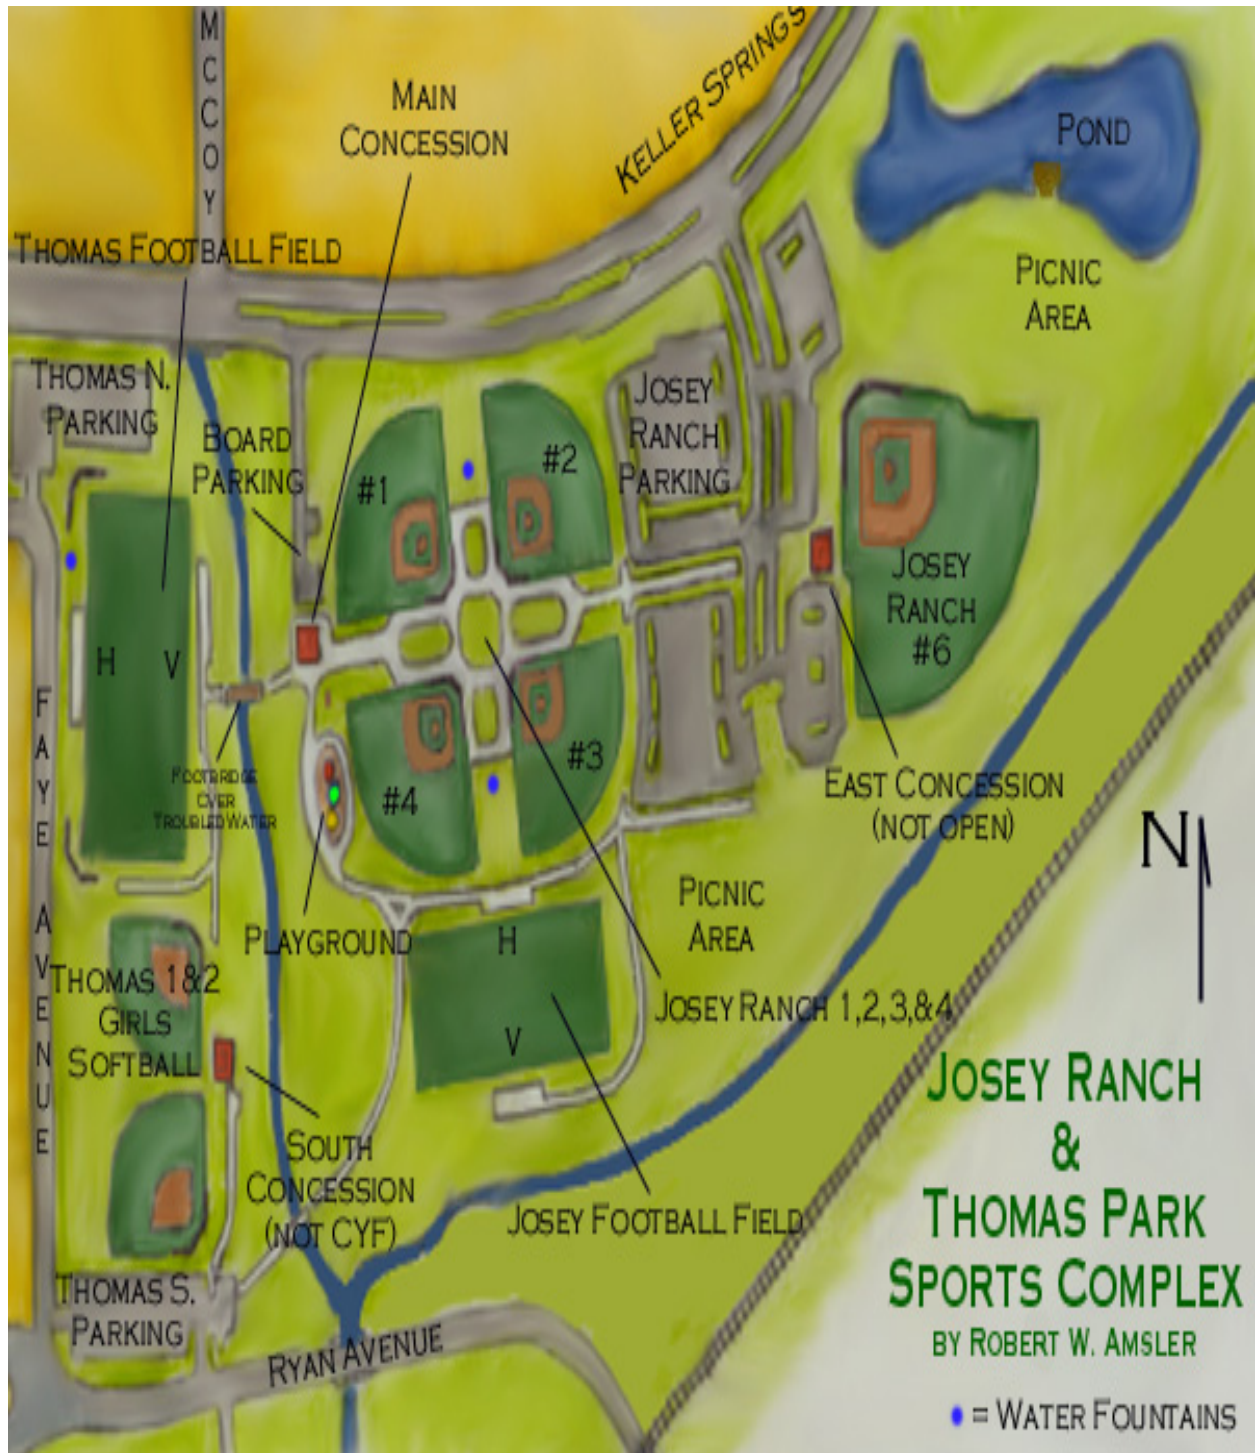 MCCOY
MAIN
CONCESSION
KELLER SPRINGS
POND
PICNIC
AREA
THOMAS FOOTBALL FIELD
THOMAS N.
PARKING
BOARD
PARKING
#1
#2
JOSEY
RANCH
PARKING
JOSEY
RANCH
#6
H V
FAYE AVENUE
FOOTBRIDGE
OVER
TROUBLED WATER
#4
#3
EAST CONCESSION
(NOT OPEN)
N
PLAYGROUND
H
V
PICNIC
AREA
JOSEY RANCH 1,2,3,&4
THOMAS 1&2
GIRLS
SOFTBALL
SOUTH
CONCESSION
(NOT CYF)
JOSEY FOOTBALL FIELD
THOMAS S.
PARKING
RYAN AVENUE
JOSEY RANCH
&
THOMAS PARK
SPORTS COMPLEX
BY ROBERT W. AMSLER
= WATER FOUNTAINS